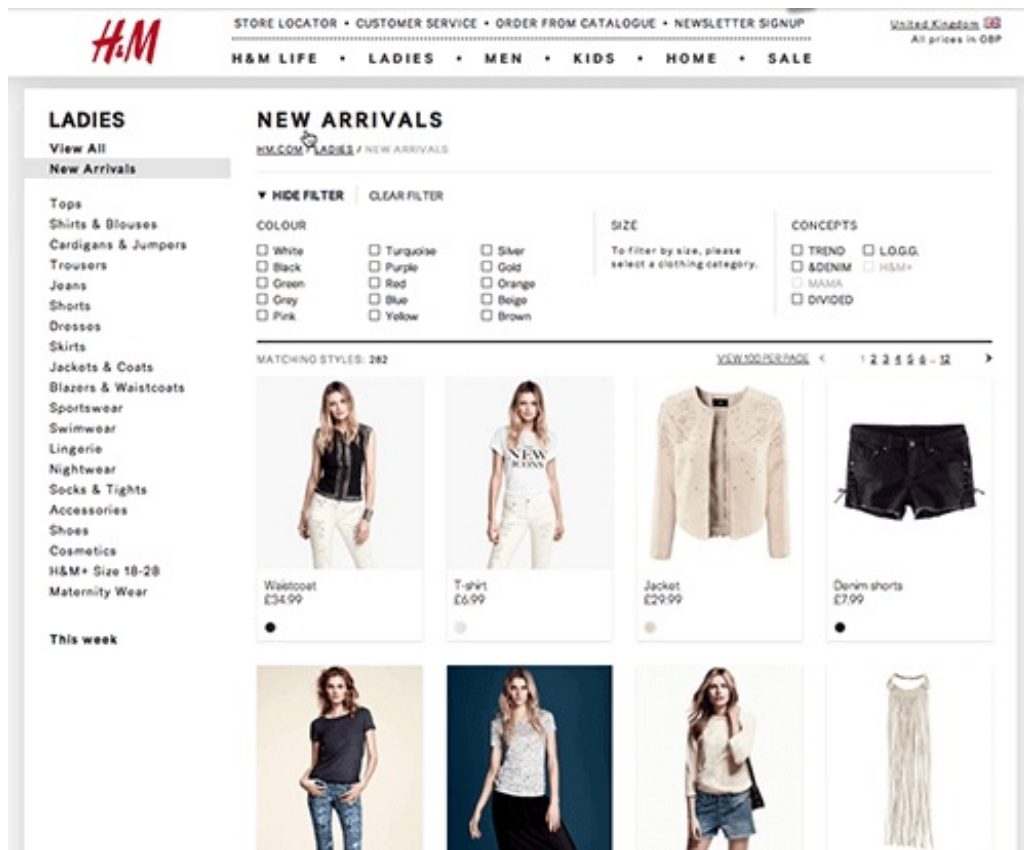 H&M
STORE LOCATOR • CUSTOMER SERVICE • ORDER FROM CATALOGUE • NEWSLETTER SIGNUP
United Kingdom
All prices in GBP
H&M LIFE • LADIES • MEN • KIDS • HOME • SALE
LADIES
View All
New Arrivals
Tops
Shirts & Blouses
Cardigans & Jumpers
Trousers
Jeans
Shorts
Dresses
Skirts
Jackets & Coats
Blazers & Waistcoats
Sportswear
Swimwear
Lingerie
Nightwear
Socks & Tights
Accessories
Shoes
Cosmetics
H&M+ Size 18-28
Maternity Wear
This week
NEW ARRIVALS
HM.COM / LADIES / NEW ARRIVALS
▼ HIDE FILTER CLEAR FILTER
COLOUR
White
Black
Green
Grey
Pink
Turquoise
Purple
Red
Blue
Yellow
Silver
Gold
Orange
Beige
Brown
SIZE
To filter by size, please
select a clothing category.
CONCEPTS
TREND L.O.G.G.
&DENIM H&M+
MAMA
DIVIDED
MATCHING STYLES: 282
VIEW 100 PER PAGE < 1 2 3 4 5 6 .. 12 >
NEW
ICONS
Waistcoat
£34.99
T-shirt
£6.99
Jacket
£29.99
Denim shorts
£7.99